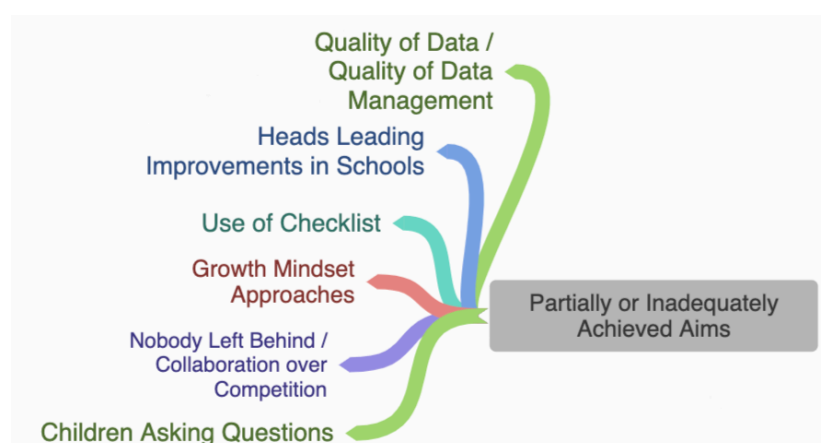 Quality of Data /
Quality of Data
Management
Heads Leading
Improvements in Schools
Use of Checklist
Growth Mindset
Approaches
Nobody Left Behind /
Collaboration over
Competition
Children Asking Questions
Partially or Inadequately
Achieved Aims